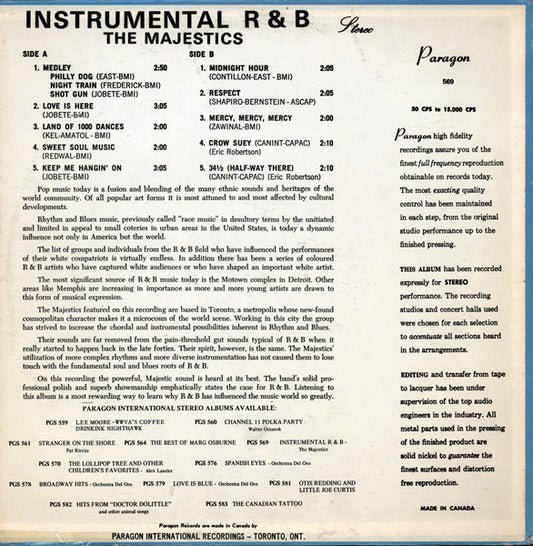 INSTRUMENTAL R & B
THE MAJESTICS
Stereo
SIDE A
1. MEDLEY 2:50
PHILLY DOG (EAST-BMI)
NIGHT TRAIN (FREDERICK-BMI)
SHOT GUN (JOBETE-BMI)
2. LOVE IS HERE 3:05
(JOBETE-BMI)
3. LAND OF 1000 DANCES 2:00
(KEL-AMATOL-BMI)
4. SWEET SOUL MUSIC 2:20
(REDWAL-BMI)
5. KEEP ME HANGIN' ON 3:05
(JOBETE-BMI)
SIDE B
1. MIDNIGHT HOUR 2:05
(CONTILLON-EAST - BMI)
2. RESPECT 2:05
(SHAPIRO-BERNSTEIN - ASCAP)
3. MERCY, MERCY, MERCY 2:00
(ZAWINAL-BMI)
4. CROW SUEY (CANINT-CAPAC) 2:10
(Eric Robertson)
5. 34½ (HALF-WAY THERE) 2:10
(CANINT-CAPAC) (Eric Robertson)
Pop music today is a fusion and blending of the many ethnic sounds and heritages of the
world community. Of all popular art forms it is most attuned to and most affected by cultural
developments.
Rhythm and Blues music, previously called "race music" in desultory terms by the unitiated
and limited in appeal to small coteries in urban areas in the United States, is today a dynamic
influence not only in America but the world.
The list of groups and individuals from the R & B field who have influenced the performances
of their white compatriots is virtually endless. In addition there has been a series of coloured
R & B artists who have captured white audiences or who have shaped an important white artist.
The most significant source of R & B music today is the Motown complex in Detroit. Other
areas like Memphis are increasing in importance as more and more young artists are drawn to
this form of musical expression.
The Majestics featured on this recording are based in Toronto, a metropolis whose new-found
cosmopolitan character makes it a microcosm of the world scene. Working in this city the group
has strived to increase the chordal and instrumental possibilities inherent in Rhythm and Blues.
Their sounds are far removed from the pain-threshold gut sounds typical of R & B when it
really started to happen back in the late forties. Their spirit, however, is the same. The Majestics'
utilization of more complex rhythms and more diverse instrumentation has not caused them to lose
touch with the fundamental soul and blues roots of R & B.
On this recording the powerful, Majestic sound is heard at its best. The band's solid pro-
fessional polish and superb showmanship emphatically states the case for R & B. Listening to
this album is a most rewarding way to learn why R & B has influenced the music world so greatly.
PARAGON INTERNATIONAL STEREO ALBUMS AVAILABLE:
PGS 559 LEE MOORE - WWVA'S COFFEE DRINKINK NIGHTHAWK
PGS 560 CHANNEL 11 POLKA PARTY - Walter Ostanek
PGS 561 STRANGER ON THE SHORE Pat Riccio
PGS 564 THE BEST OF MARG OSBURNE
PGS 569 INSTRUMENTAL R & B - The Majestics
PGS 570 THE LOLLIPOP TREE AND OTHER CHILDREN'S FAVORITES - Alex Laurier
PGS 576 SPANISH EYES - Orchestra Del Oro
PGS 578 BROADWAY HITS - Orchestra Del Oro
PGS 579 LOVE IS BLUE - Orchestra Del Oro
PGS 581 OTIS REDDING AND LITTLE JOE CURTIS
PGS 582 HITS FROM "DOCTOR DOLITTLE" and other animal songs
PGS 583 THE CANADIAN TATTOO
Paragon Records are made in Canada by
PARAGON INTERNATIONAL RECORDINGS - TORONTO, ONT.
Paragon
569
50 CPS to 15,000 CPS
Paragon high fidelity
recordings assure you of the
finest full frequency reproduction
obtainable on records today.
The most exacting quality
control has been maintained
in each step, from the original
studio performance up to the
finished pressing.
THIS ALBUM has been recorded
expressly for STEREO
performance. The recording
studios and concert halls used
were chosen for each selection
to accentuate all sections heard
in the arrangements.
EDITING and transfer from tape
to lacquer has been under
supervision of the top audio
engineers in the industry. All
metal parts used in the pressing
of the finished product are
solid nickel to guarantee the
finest surfaces and distortion
free reproduction.
MADE IN CANADA